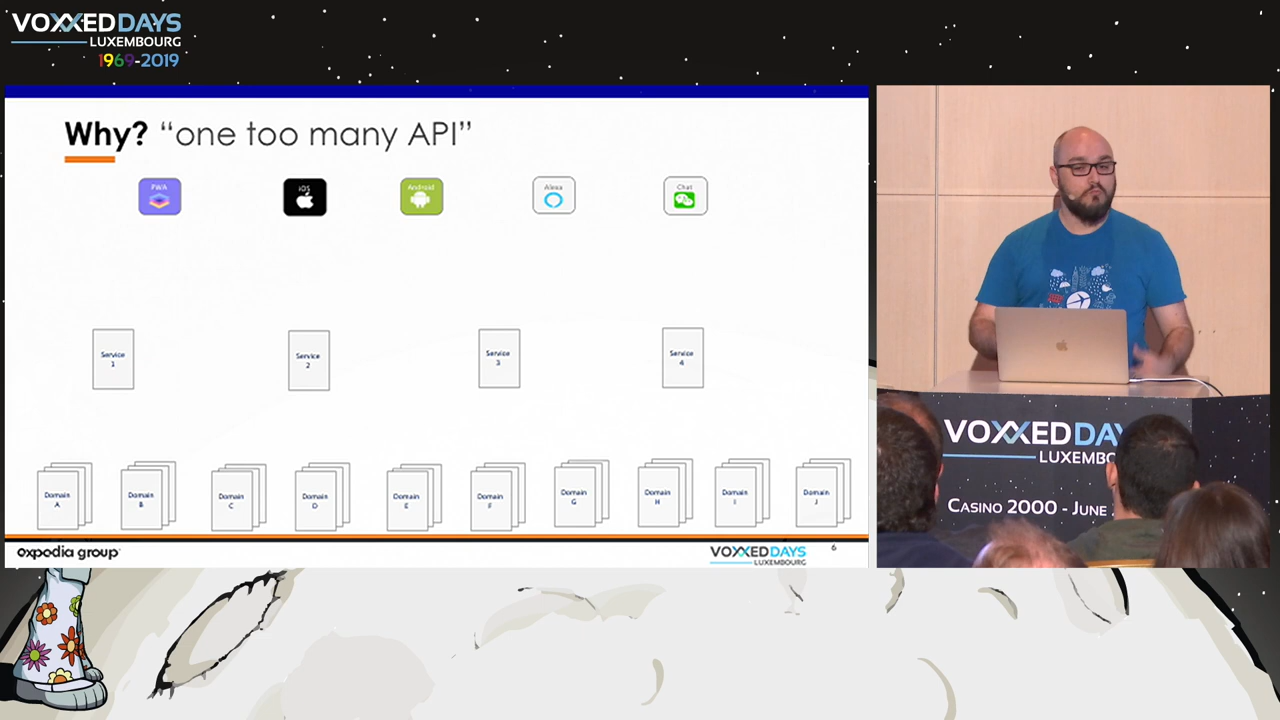 VOXXED DAYS
LUXEMBOURG
1969-2019
Why? “one too many API”
PWA
iOS
Android
Alexa
Chat
Service
1
Service
2
Service
3
Service
4
Domain
A
Domain
B
Domain
C
Domain
D
Domain
E
Domain
F
Domain
G
Domain
H
Domain
I
Domain
J
expedia group
VOXXED DAYS
LUXEMBOURG
6
VOXXED DAY
LUXEMBO
CASINO 2000 - JUNE